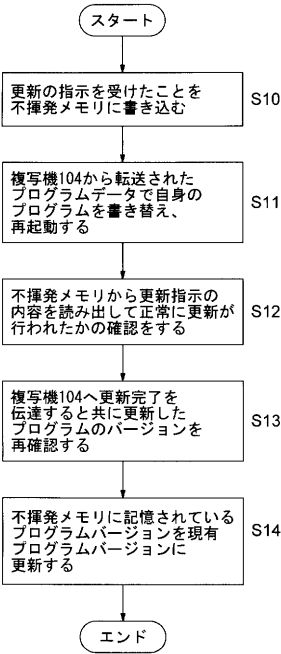 スタート
更新の指示を受けたことを
不揮発メモリに書き込む
S10
複写機104から転送された
プログラムデータで自身の
プログラムを書き替え、
再起動する
S11
不揮発メモリから更新指示の
内容を読み出して正常に更新が
行われたかの確認をする
S12
複写機104へ更新完了を
伝達すると共に更新した
プログラムのバージョンを
再確認する
S13
不揮発メモリに記憶されている
プログラムバージョンを現有
プログラムバージョンに
更新する
S14
エンド